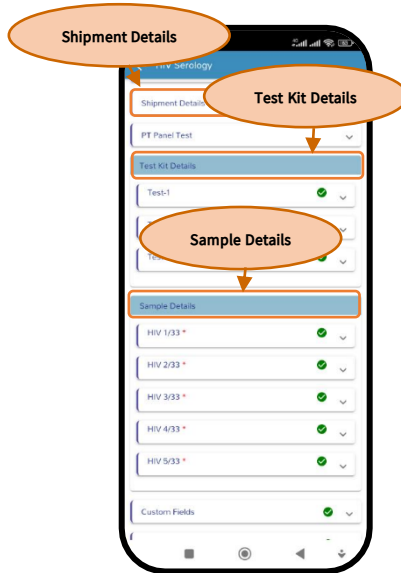 Shipment Details
HIV Serology
Shipment Details
Test Kit Details
PT Panel Test
Test Kit Details
Test-1
Sample Details
Sample Details
HIV 1/33 *
HIV 2/33 *
HIV 3/33 *
HIV 4/33 *
HIV 5/33 *
Custom Fields